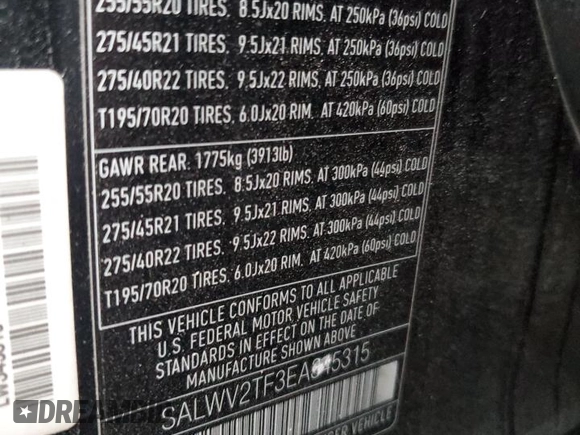 255/55R20 TIRES, 8.5Jx20 RIMS, AT 250kPa (36psi) COLD
275/45R21 TIRES, 9.5Jx21 RIMS, AT 250kPa (36psi) COLD
275/40R22 TIRES, 9.5Jx22 RIMS, AT 250kPa (36psi) COLD
T195/70R20 TIRES, 6.0Jx20 RIM, AT 420kPa (60psi) COLD
GAWR REAR: 1775kg (3913lb)
255/55R20 TIRES, 8.5Jx20 RIMS, AT 300kPa (44psi) COLD
275/45R21 TIRES, 9.5Jx21 RIMS, AT 300kPa (44psi) COLD
275/40R22 TIRES, 9.5Jx22 RIMS, AT 300kPa (44psi) COLD
T195/70R20 TIRES, 6.0Jx20 RIM, AT 420kPa (60psi) COLD
THIS VEHICLE CONFORMS TO ALL APPLICABLE
U.S. FEDERAL MOTOR VEHICLE SAFETY
STANDARDS IN EFFECT ON THE DATE OF
MANUFACTURE SHOWN ABOVE
VEHICLE